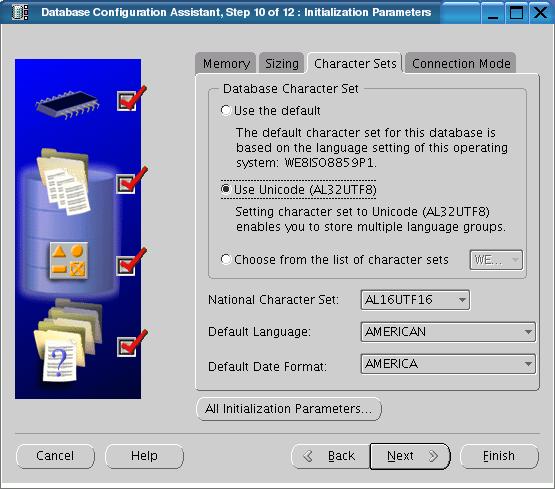 Database Configuration Assistant, Step 10 of 12 : Initialization Parameters
Memory Sizing Character Sets Connection Mode
Database Character Set
Use the default
The default character set for this database is
based on the language setting of this operating
system: WE8ISO8859P1.
Use Unicode (AL32UTF8)
Setting character set to Unicode (AL32UTF8)
enables you to store multiple language groups.
Choose from the list of character sets WE...
National Character Set: AL16UTF16
Default Language: AMERICAN
Default Date Format: AMERICA
All Initialization Parameters...
Cancel Help Back Next Finish